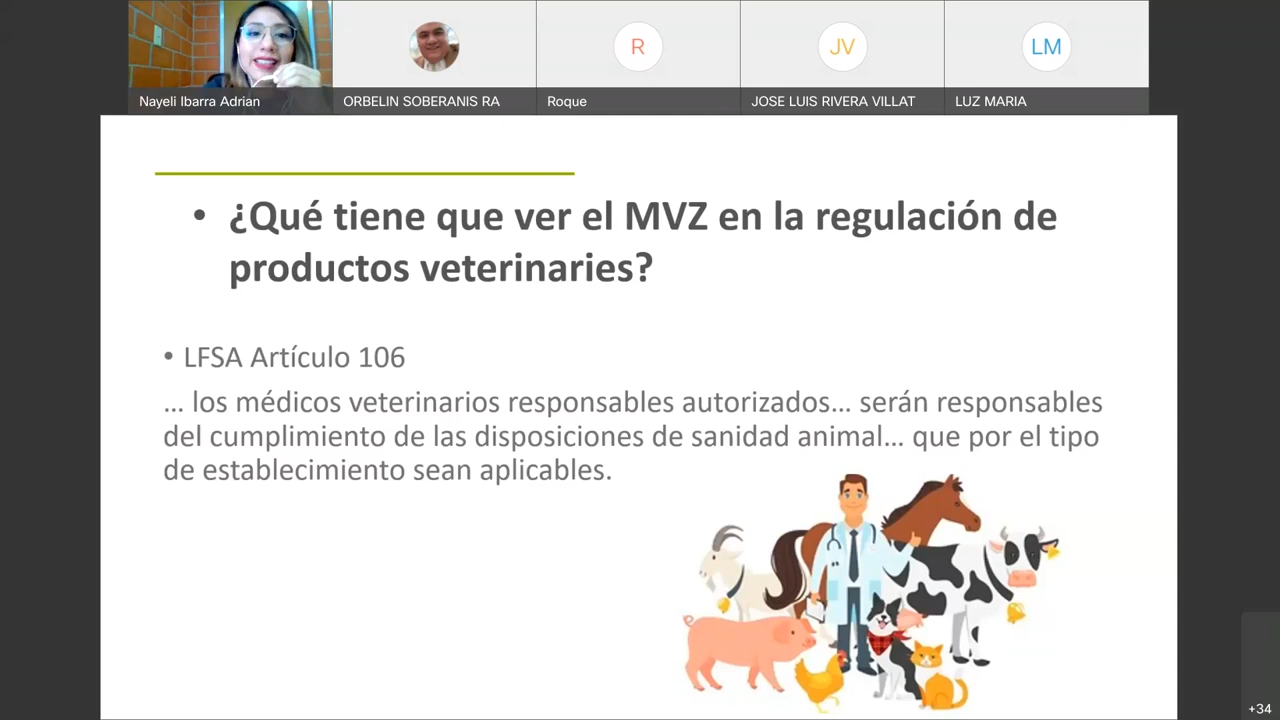 Nayeli Ibarra Adrian
ORBELIN SOBERANIS RA
R
Roque
JV
JOSE LUIS RIVERA VILLAT
LM
LUZ MARIA
• ¿Qué tiene que ver el MVZ en la regulación de
productos veterinaries?
• LFSA Artículo 106
... los médicos veterinarios responsables autorizados... serán responsables
del cumplimiento de las disposiciones de sanidad animal... que por el tipo
de establecimiento sean aplicables.
+34